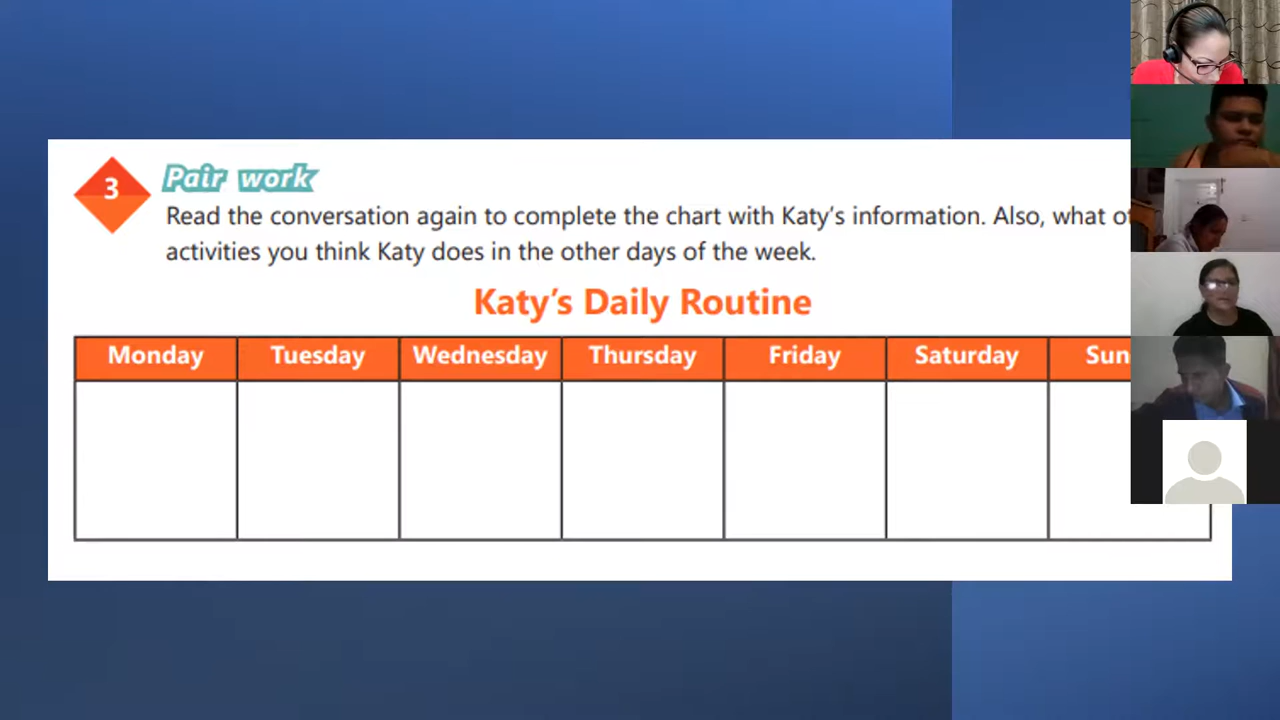 3
Pair work
Read the conversation again to complete the chart with Katy's information. Also, what
activities you think Katy does in the other days of the week.
Katy's Daily Routine
Monday Tuesday Wednesday Thursday Friday Saturday